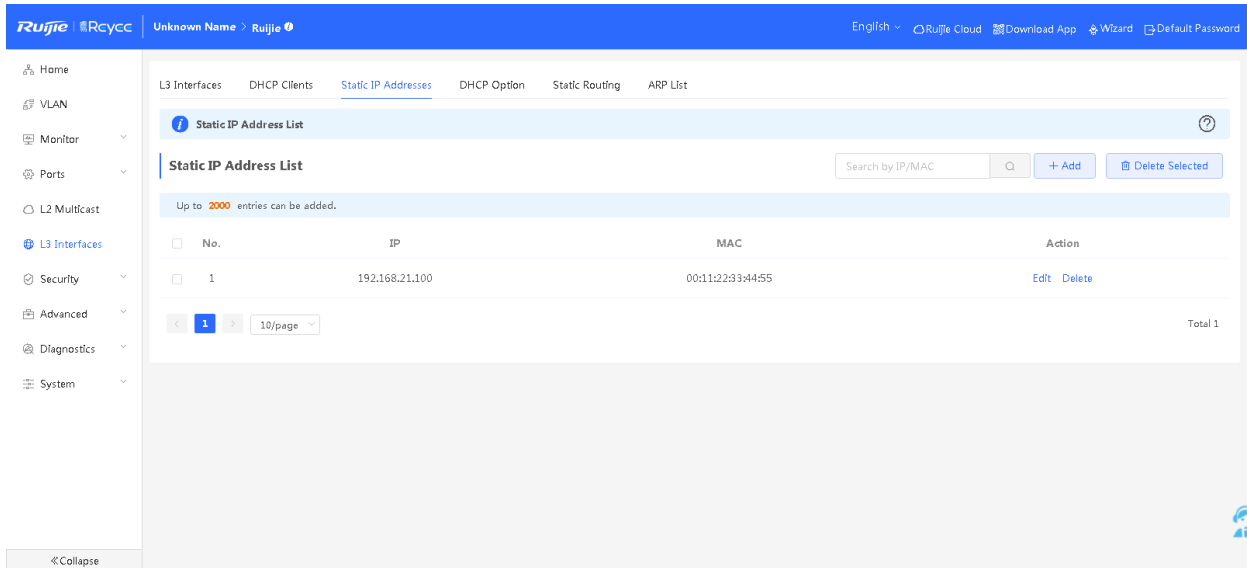 Ruijie | Rcycc Unknown Name > Ruijie English Ruijie Cloud Download App Wizard Default Password
Home
VLAN
Monitor
Ports
L2 Multicast
L3 Interfaces
Security
Advanced
Diagnostics
System
«Collapse
L3 Interfaces DHCP Clients Static IP Addresses DHCP Option Static Routing ARP List
i Static IP Address List ?
Static IP Address List Search by IP/MAC + Add Delete Selected
Up to 2000 entries can be added.
No. IP MAC Action
1 192.168.21.100 00:11:22:33:44:55 Edit Delete
< 1 > 10/page Total 1